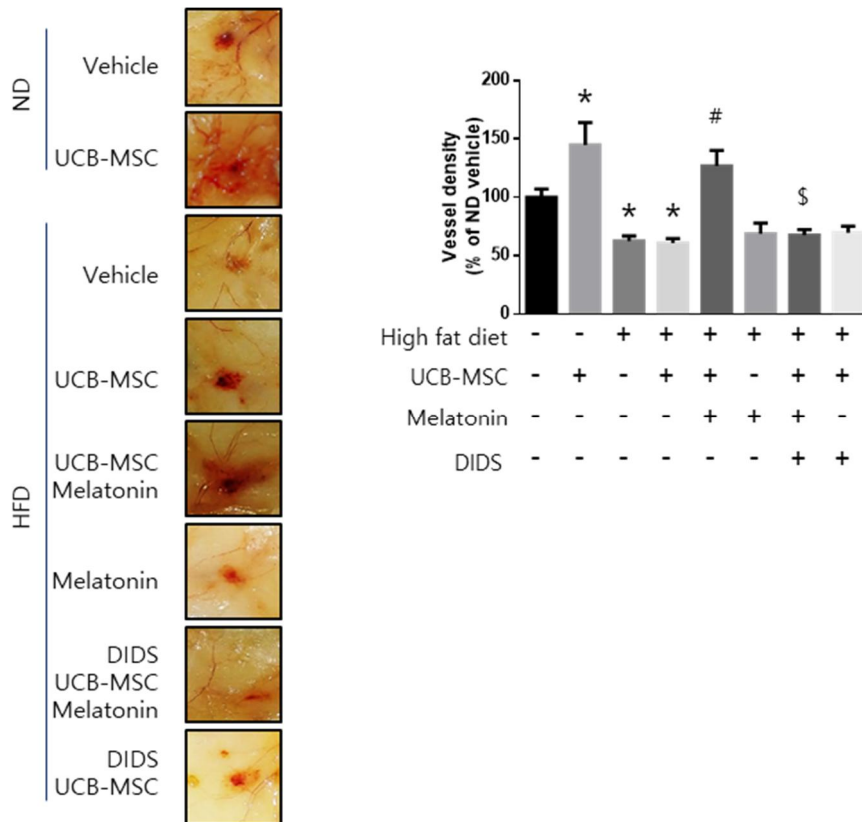 ND
Vehicle
UCB-MSC
HFD
Vehicle
UCB-MSC
UCB-MSC
Melatonin
Melatonin
DIDS
UCB-MSC
Melatonin
DIDS
UCB-MSC
Vessel density
(% of ND vehicle)
200
150
100
50
0
* * * # $
High fat diet - - + + + + + +
UCB-MSC - + - + + - + +
Melatonin - - - - + + + -
DIDS - - - - - - + +